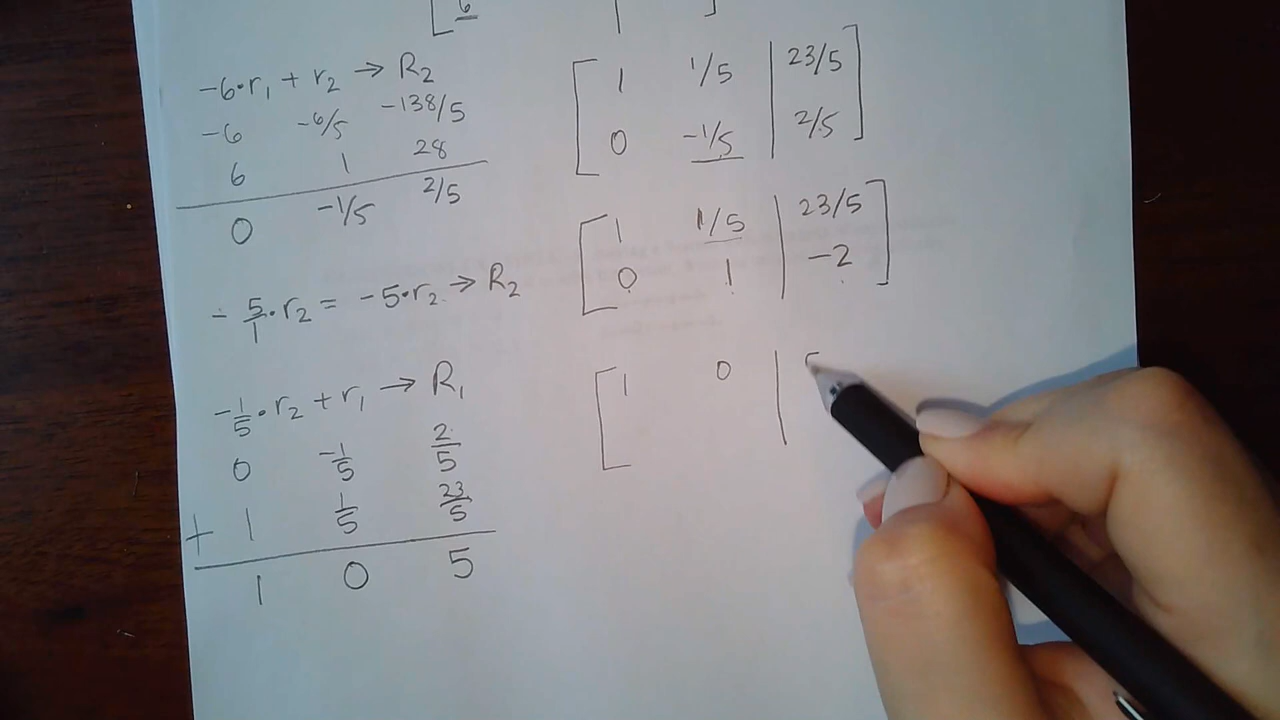 6 1
-6·r₁ + r₂ → R₂
-6 -6/5 -138/5
6 1 28
0 -1/5 2/5
1 1/5 | 23/5
0 -1/5 | 2/5
-5/1·r₂ = -5·r₂ → R₂
1 1/5 | 23/5
0 1 | -2
-1/5·r₂ + r₁ → R₁
0 -1/5 2/5
+ 1 1/5 23/5
1 0 5
1 0 | 5